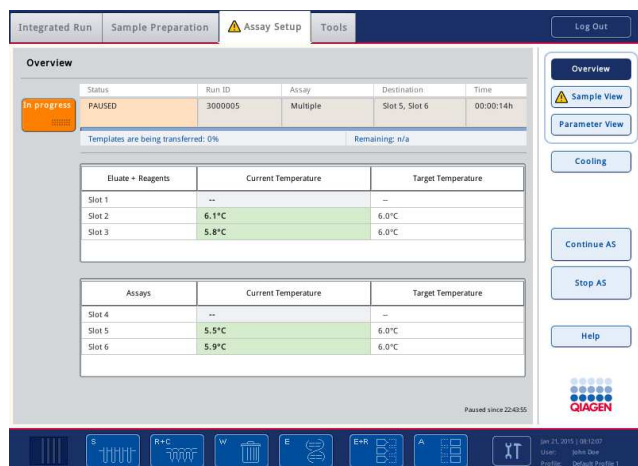 Integrated Run Sample Preparation Assay Setup Tools Log Out
Overview
Overview
Status Run ID Assay Destination Time
In progress PAUSED 3000005 Multiple Slot 5, Slot 6 00:00:14h
Sample View
Parameter View
Templates are being transferred: 0% Remaining: n/a
Cooling
Eluate + Reagents Current Temperature Target Temperature
Slot 1 -- –
Slot 2 6.1°C 6.0°C
Slot 3 5.8°C 6.0°C
Continue AS
Stop AS
Assays Current Temperature Target Temperature
Slot 4 -- –
Slot 5 5.5°C 6.0°C
Slot 6 5.9°C 6.0°C
Help
Paused since 22:43:55
QIAGEN
S R+C W E E+R A
Jan 21, 2015 | 08:12:07
User: John Doe
Profile: Default Profile 1